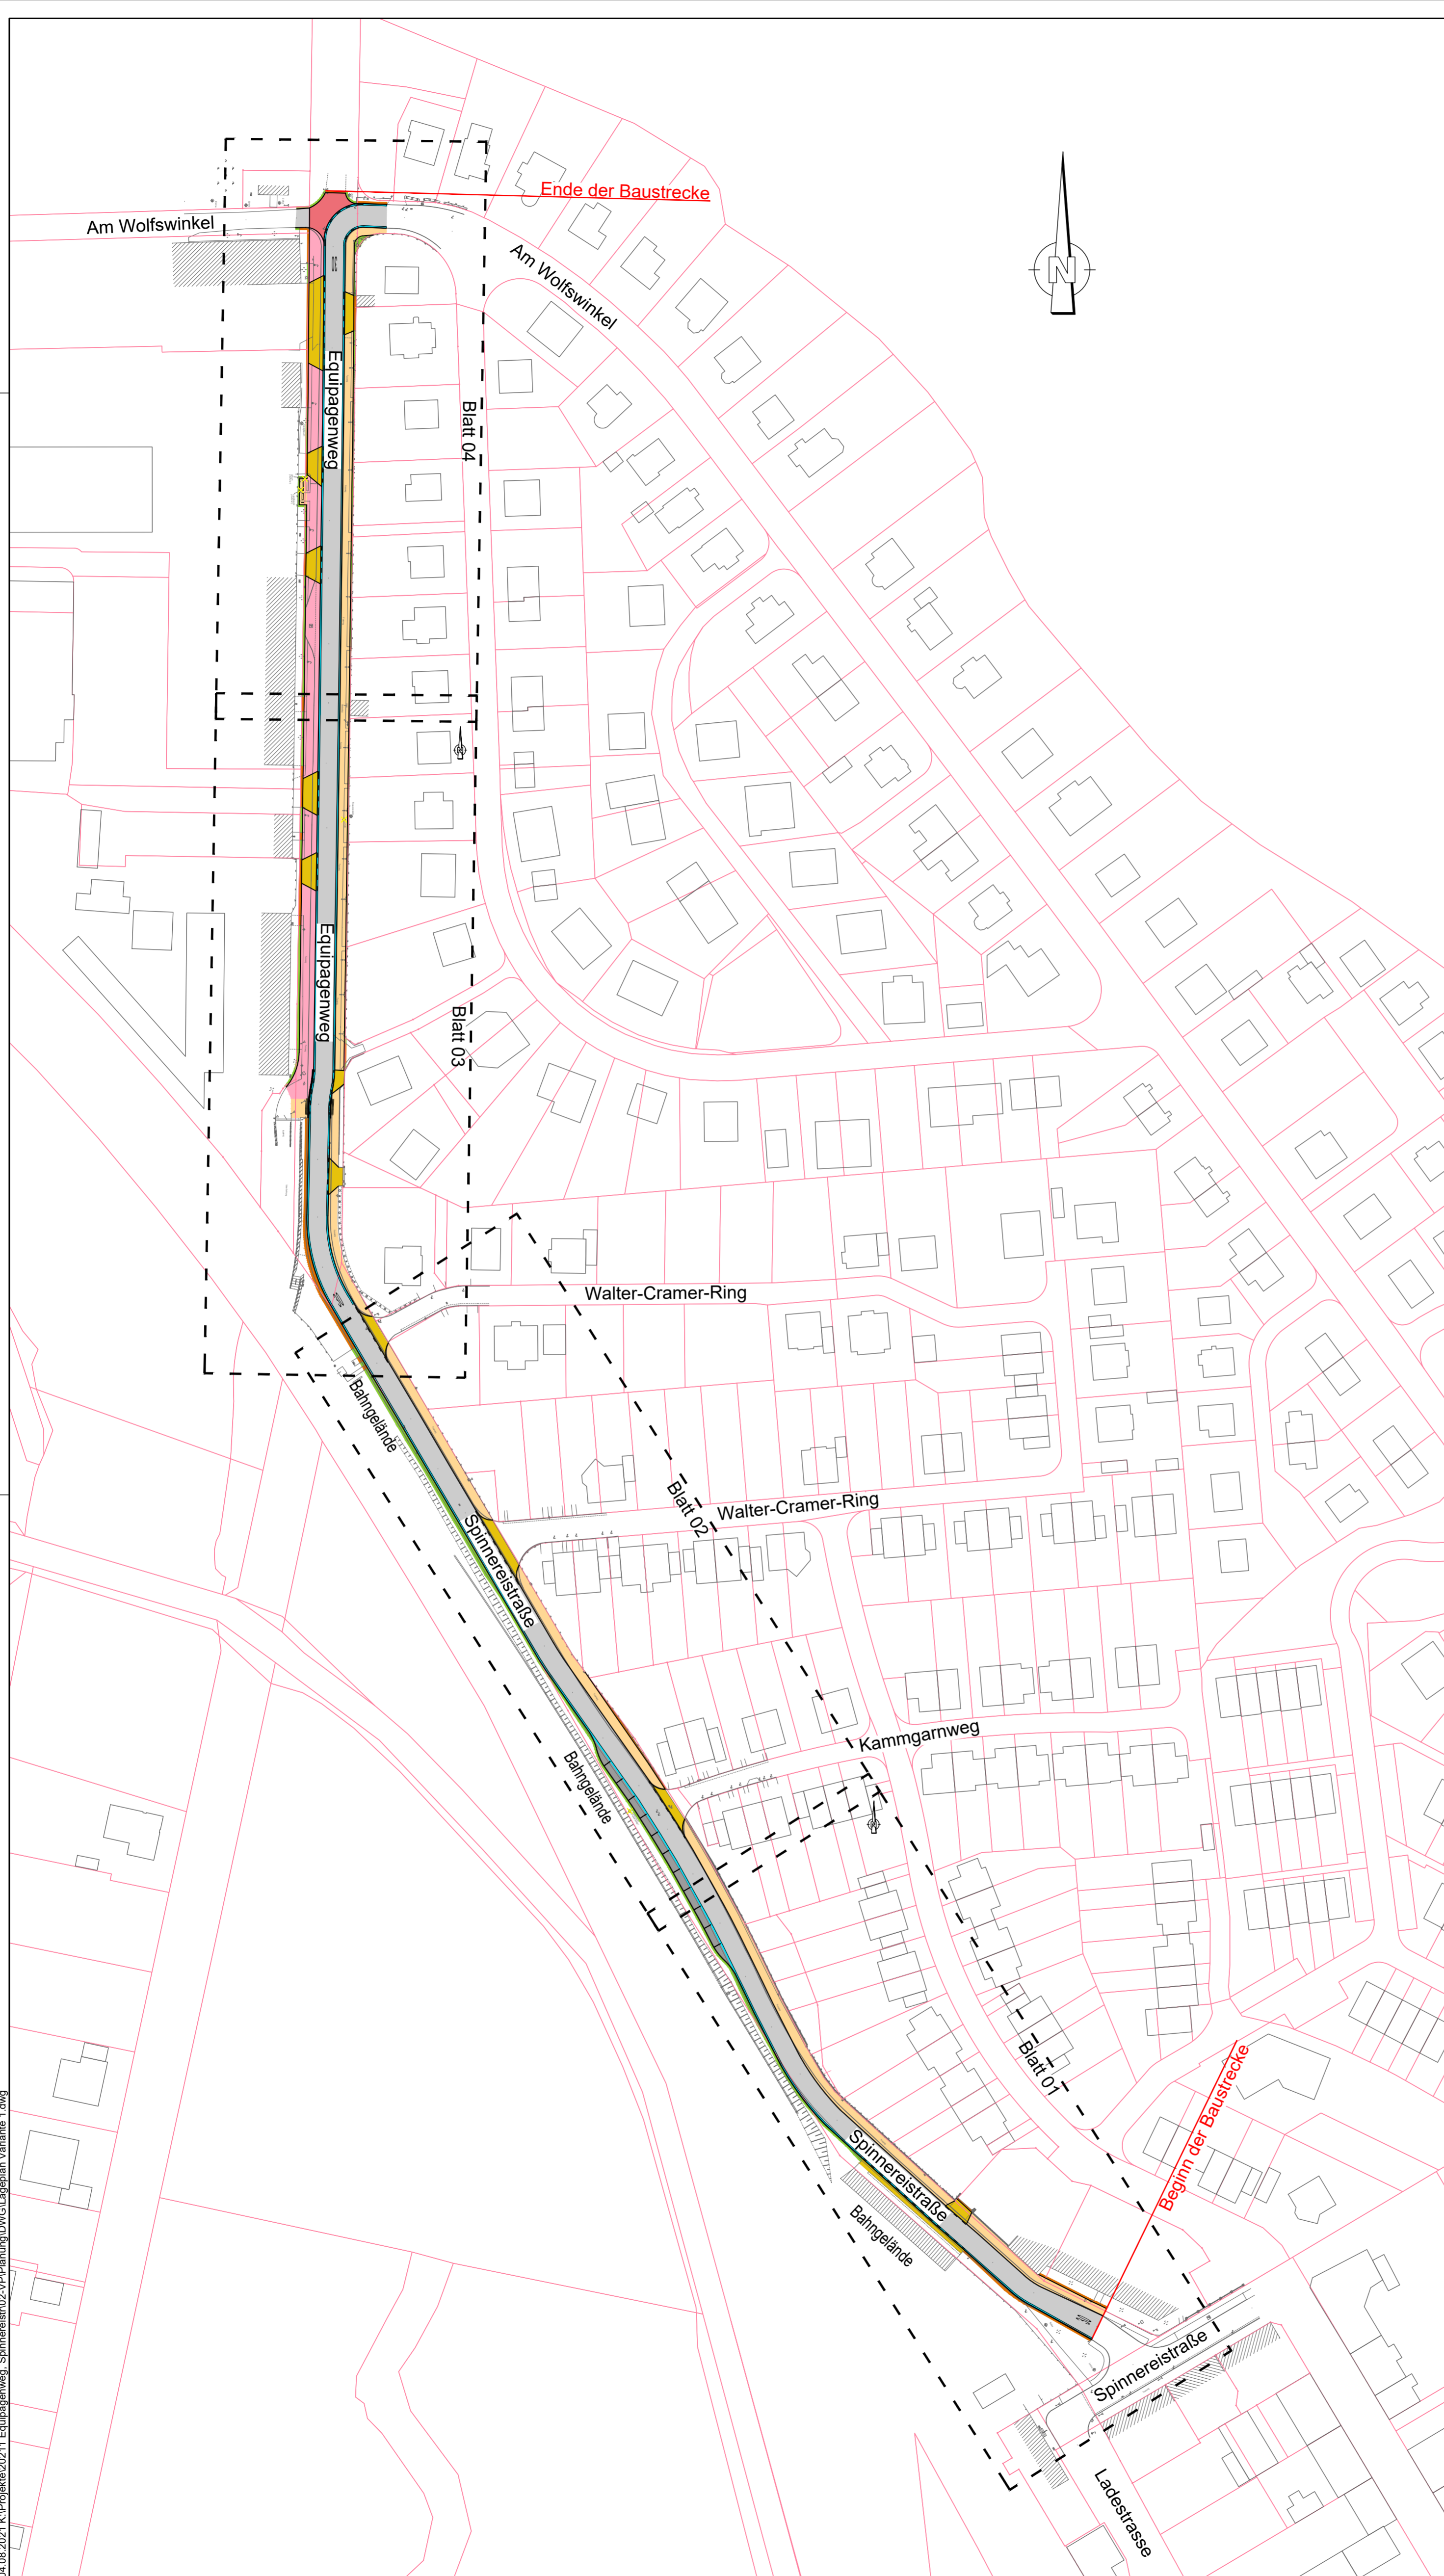 Ende der Baustrecke
Am Wolfswinkel
Am Wolfswinkel
N
Equipagenweg
Blatt 04
Equipagenweg
Blatt 03
Walter-Cramer-Ring
Bahngelände
Blatt 02
Walter-Cramer-Ring
Spinnereistraße
Kammgarnweg
Bahngelände
Blatt 01
Beginn der Baustrecke
Spinnereistraße
Bahngelände
Spinnereistraße
Ladestrasse